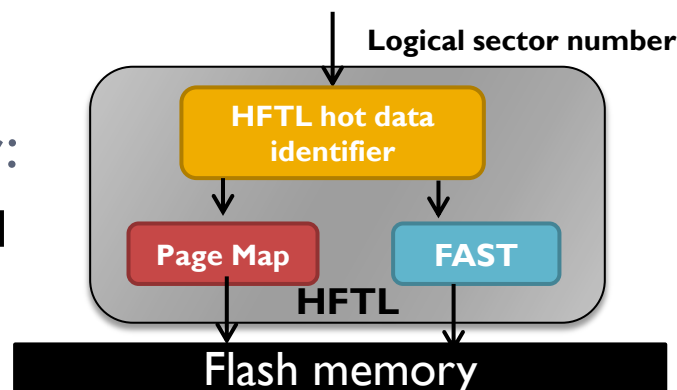 Logical sector number
HFTL hot data
identifier
Page Map
FAST
HFTL
Flash memory